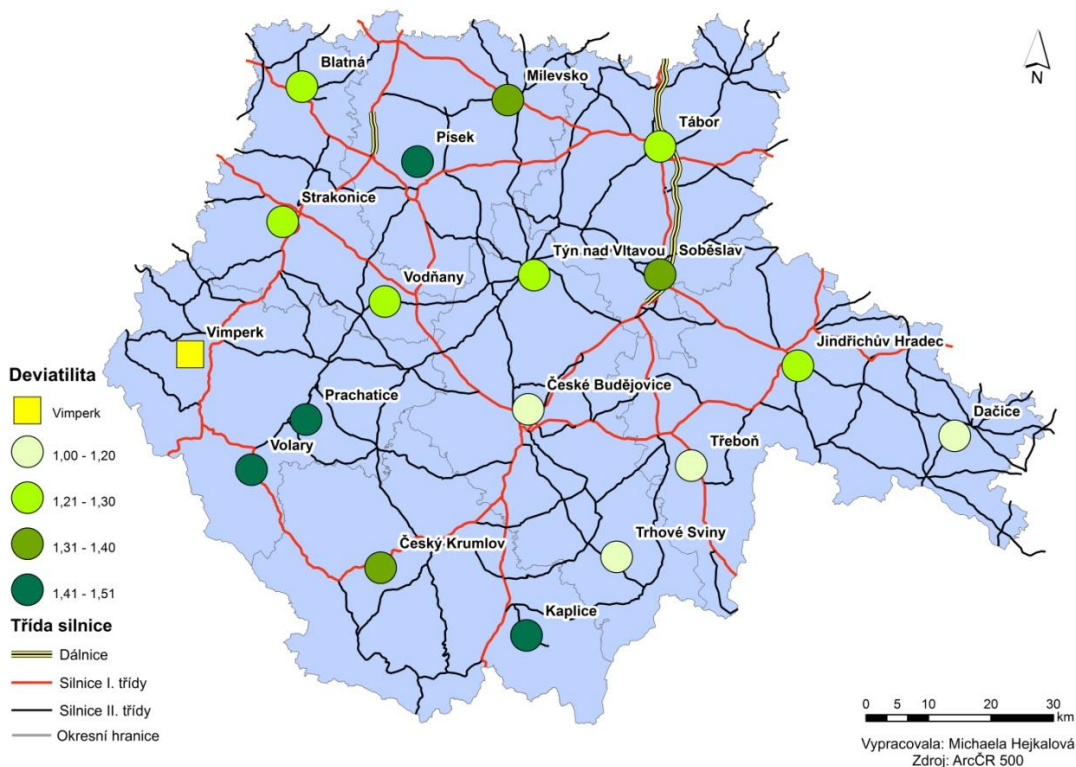 Blatná
Milevsko
Písek
Tábor
Strakonice
Týn nad Vltavou
Soběslav
Vodňany
Vimperk
Jindřichův Hradec
Prachatice
České Budějovice
Dačice
Volary
Třeboň
Český Krumlov
Trhové Sviny
Kaplice
N
Deviatilita
Vimperk
1,00 - 1,20
1,21 - 1,30
1,31 - 1,40
1,41 - 1,51
Třída silnice
Dálnice
Silnice I. třídy
Silnice II. třídy
Okresní hranice
0 5 10 20 30
km
Vypracovala: Michaela Hejkalová
Zdroj: ArcČR 500